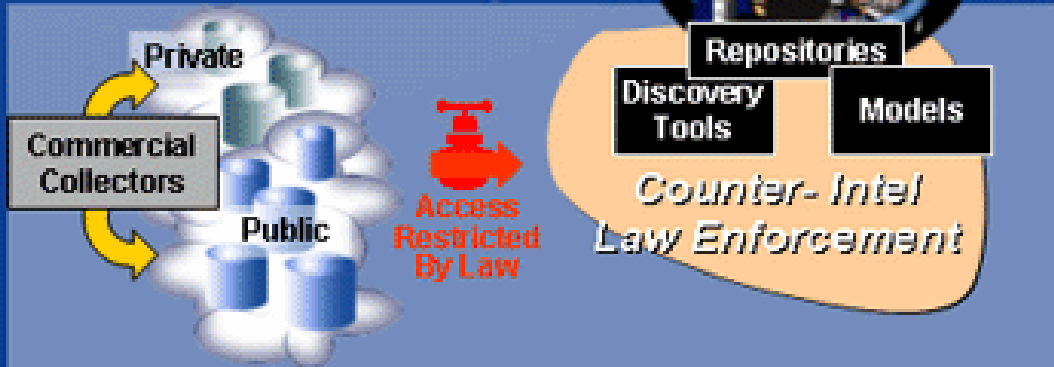 Private
Commercial
Collectors
Public
Access
Restricted
By Law
Repositories
Discovery
Tools
Models
Counter- Intel
Law Enforcement